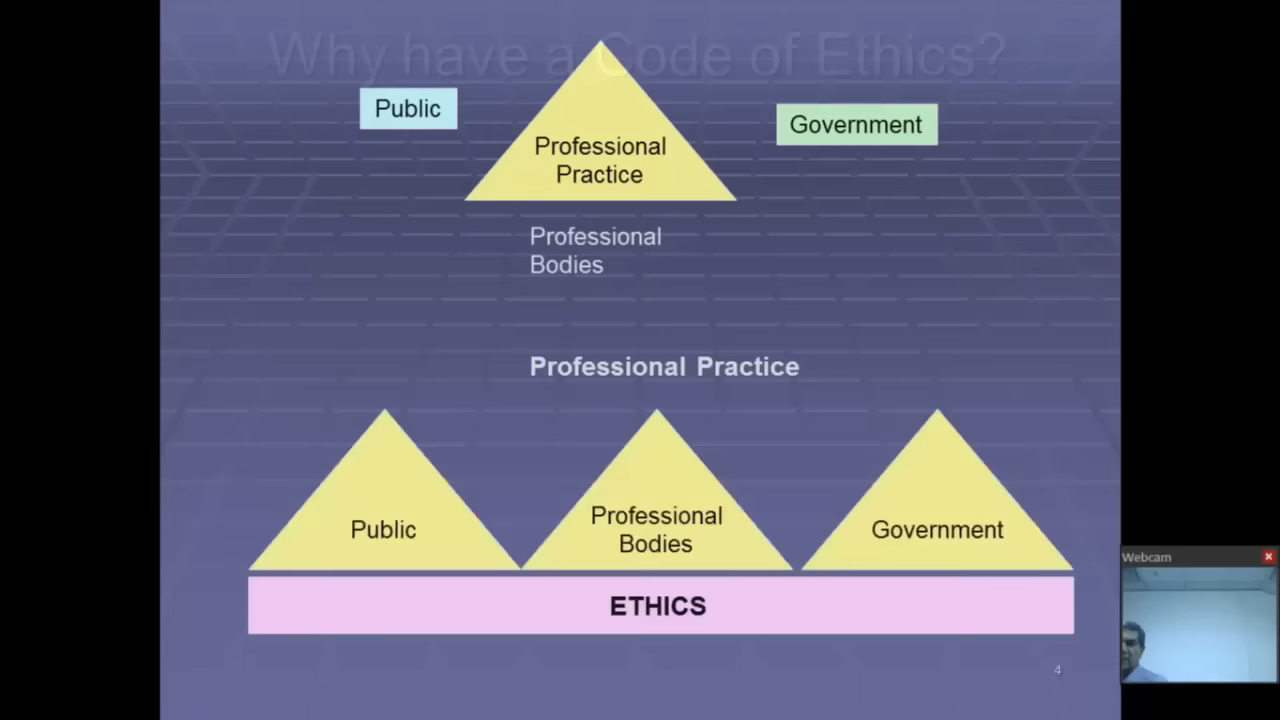 Why have a Code of Ethics?
Public
Government
Professional
Practice
Professional
Bodies
Professional Practice
Public
Professional
Bodies
Government
ETHICS
4
Webcam